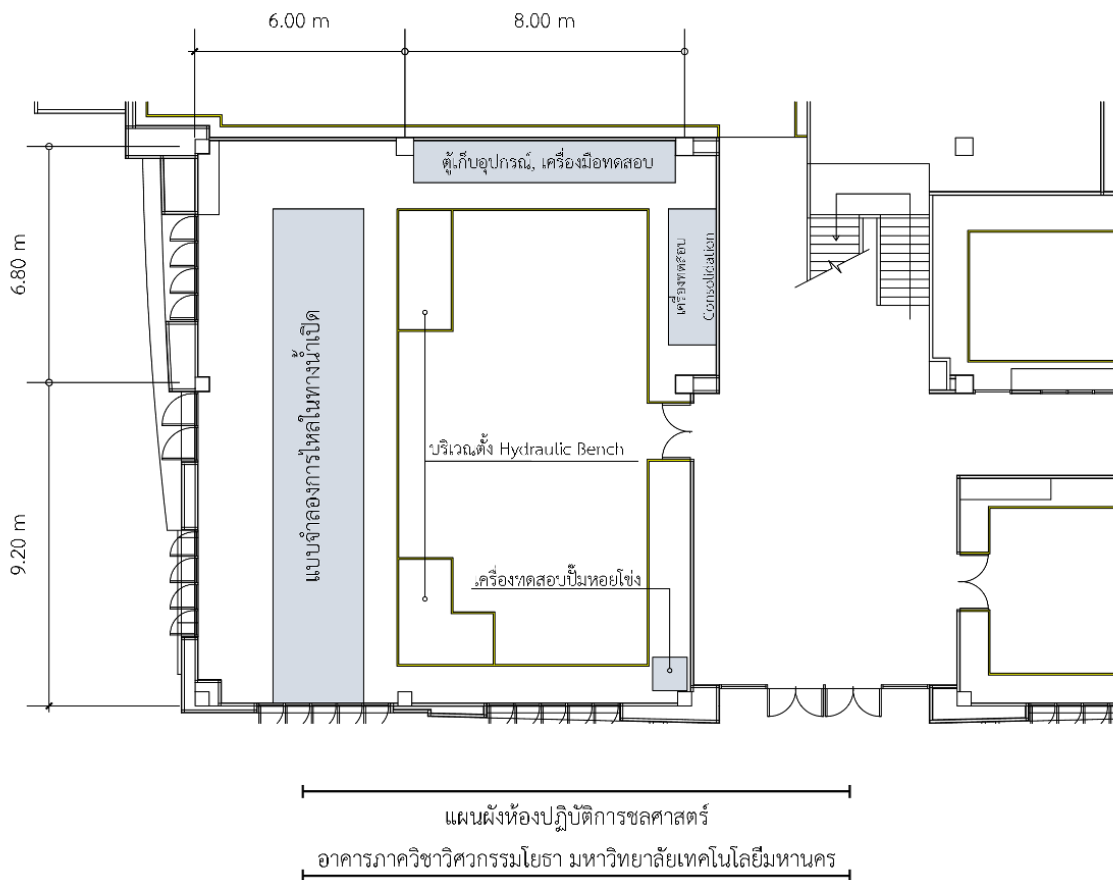 6.00 m
8.00 m
ตู้เก็บอุปกรณ์, เครื่องมือทดสอบ
6.80 m
เครื่องทดสอบ
Consolidation
แบบจำลองการไหลในทางน้ำเปิด
บริเวณตั้ง Hydraulic Bench
9.20 m
เครื่องทดสอบปั๊มหอยโข่ง
แผนผังห้องปฏิบัติการชลศาสตร์
อาคารภาควิชาวิศวกรรมโยธา มหาวิทยาลัยเทคโนโลยีมหานคร